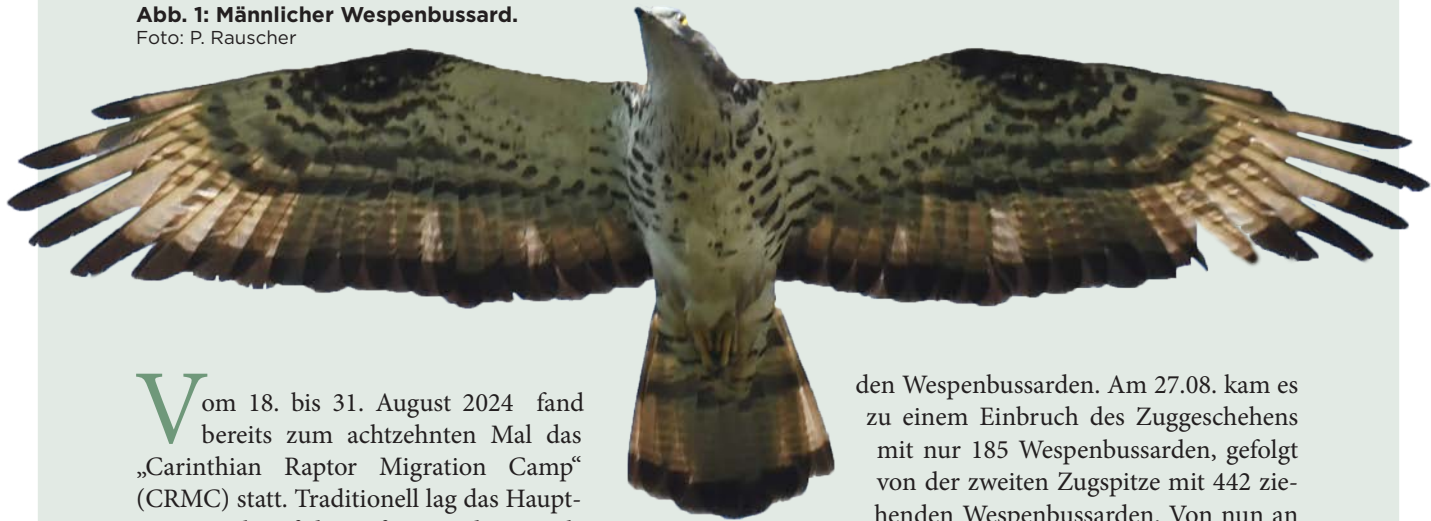 Abb. 1: Männlicher Wespenbussard.
Foto: P. Rauscher
Vom 18. bis 31. August 2024 fand
bereits zum achtzehnten Mal das
„Carinthian Raptor Migration Camp“
(CRMC) statt. Traditionell lag das Haupt-
den Wespenbussarden. Am 27.08. kam es
zu einem Einbruch des Zuggeschehens
mit nur 185 Wespenbussarden, gefolgt
von der zweiten Zugspitze mit 442 zie-
henden Wespenbussarden. Von nun an